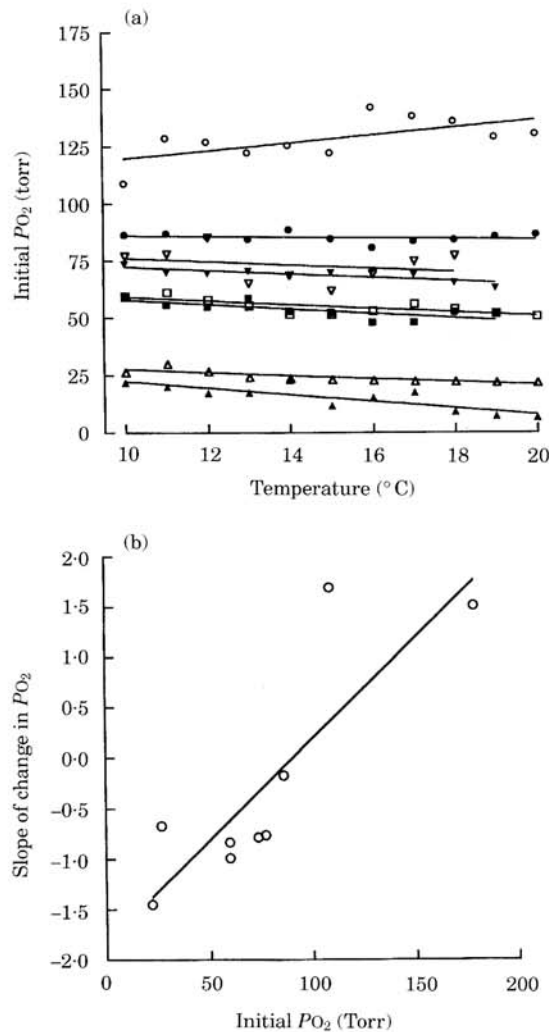 (a)
175
150
125
100
75
50
25
0
Initial PO₂ (torr)
10 12 14 16 18 20
Temperature (° C)
(b)
2·0
1·5
1·0
0·5
0·0
−0·5
−1·0
−1·5
−2·0
Slope of change in PO₂
0 50 100 150 200
Initial PO₂ (Torr)